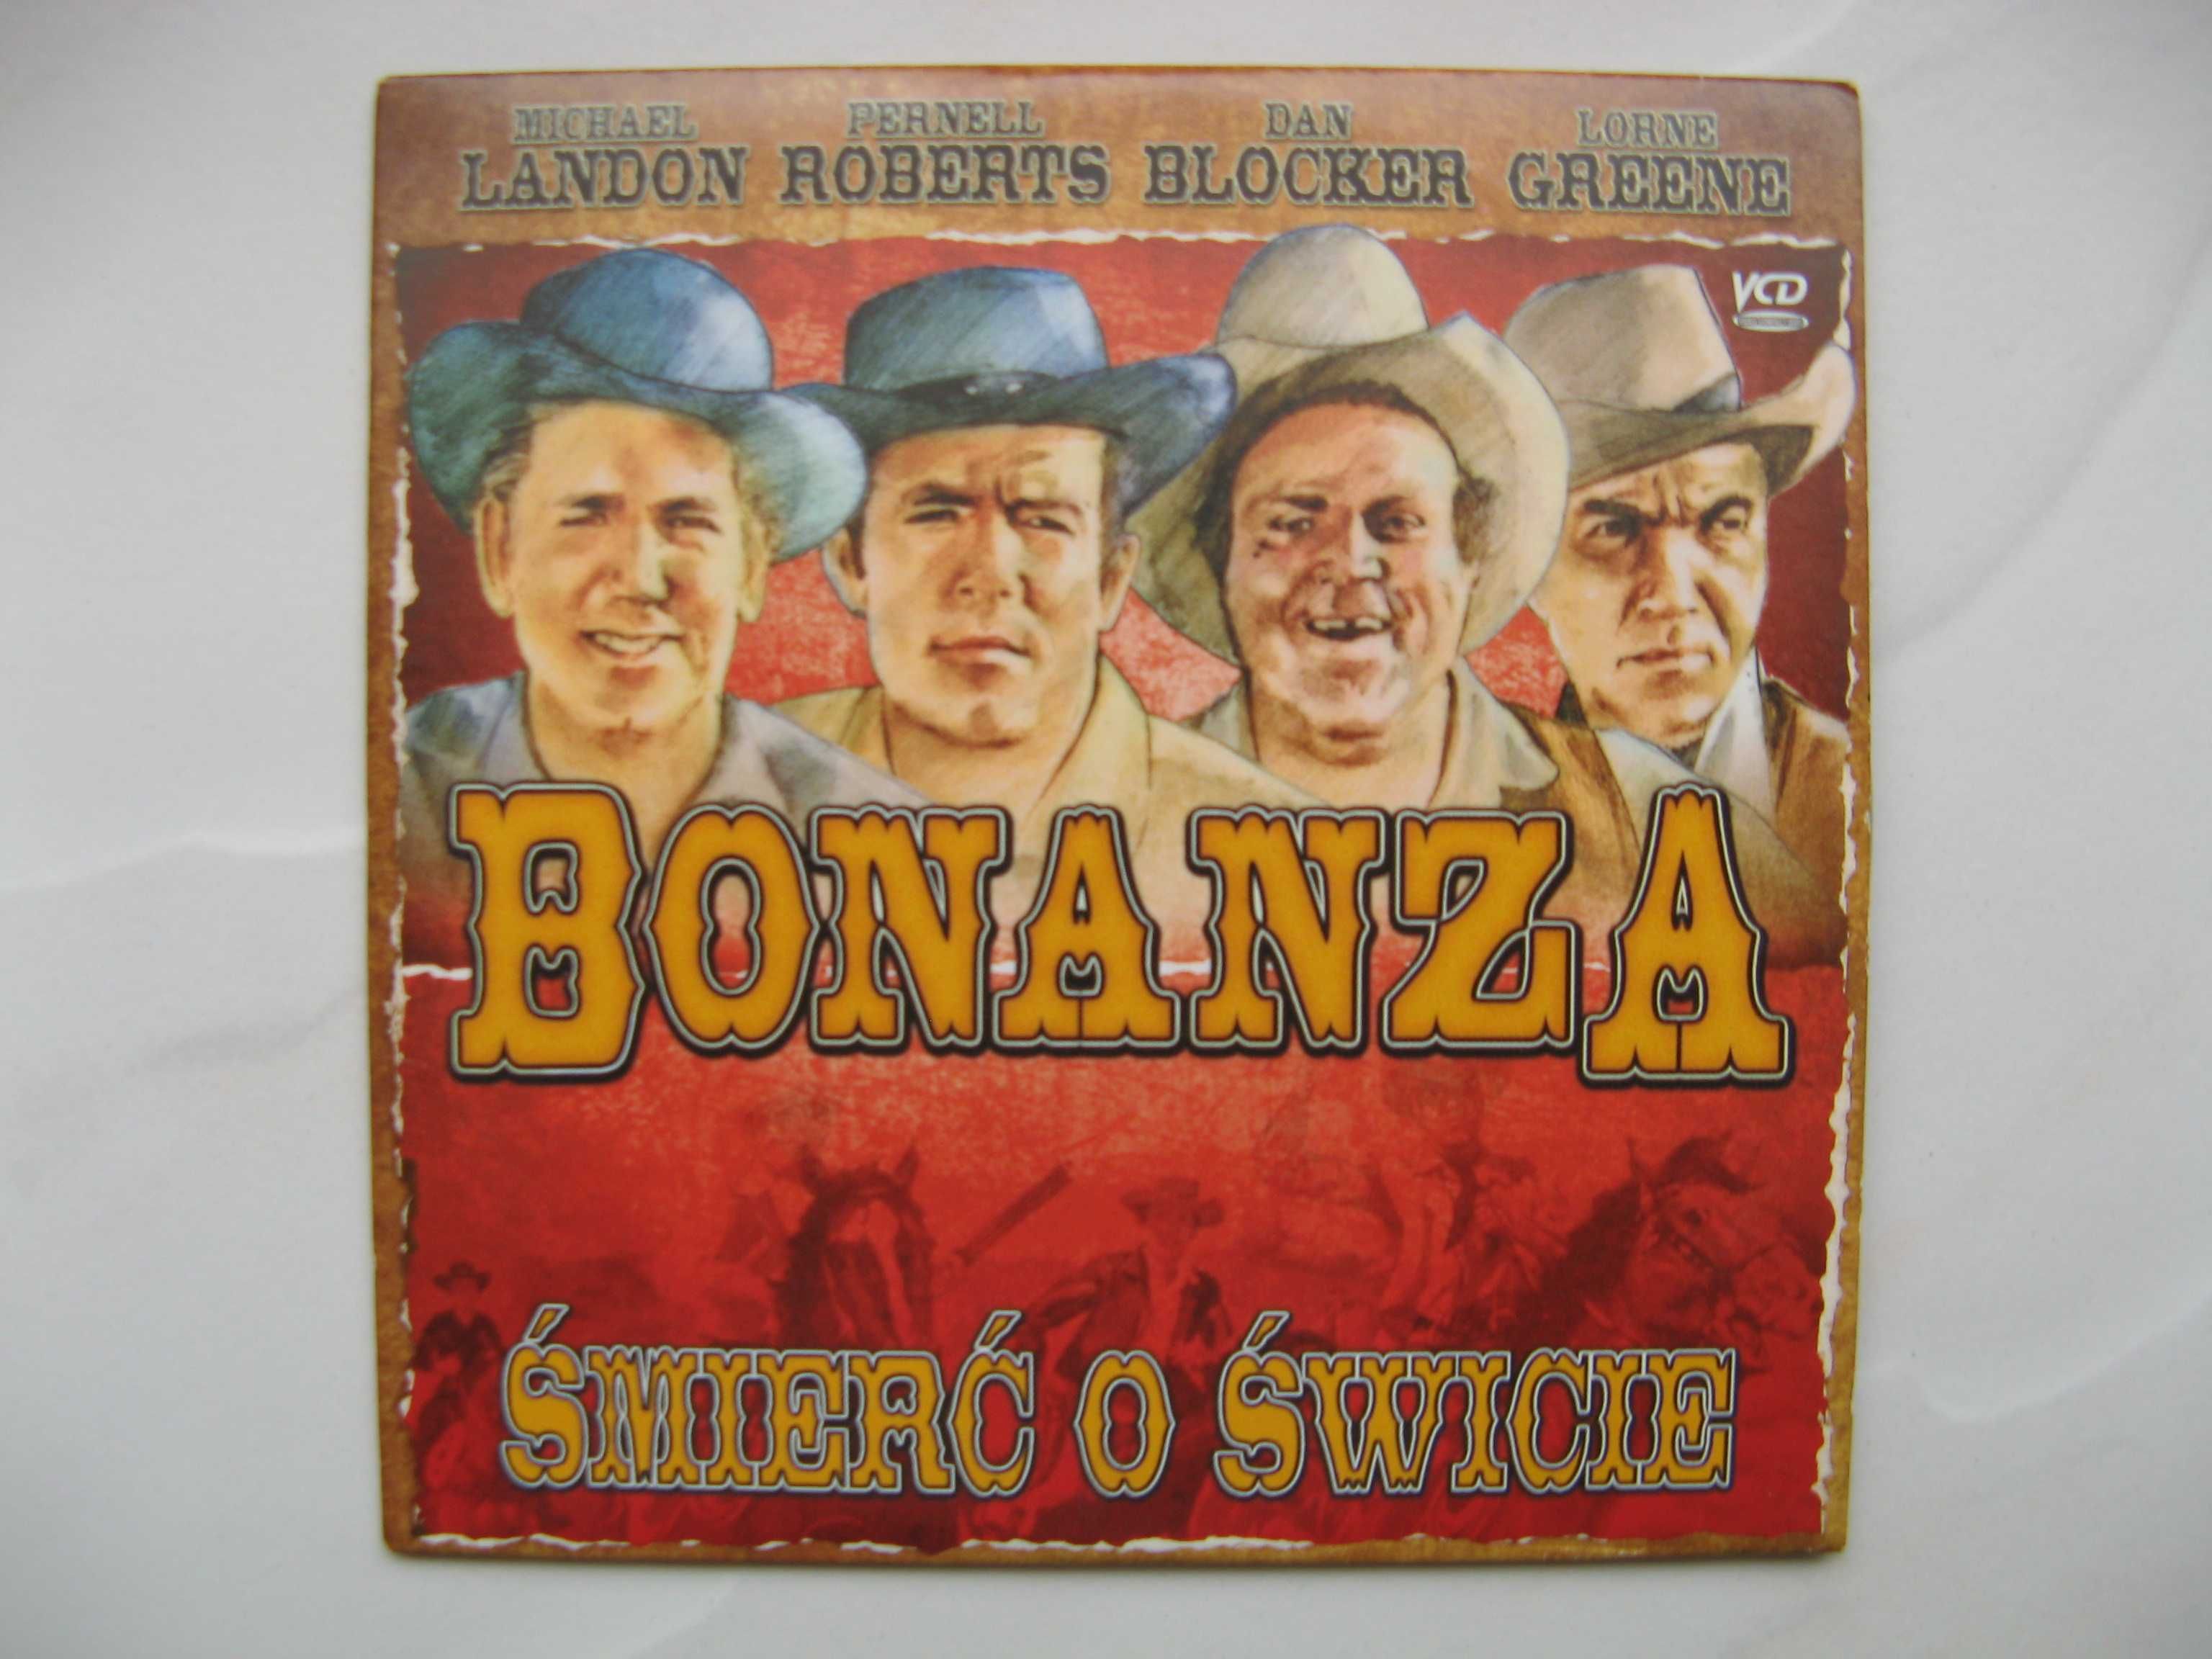 MICHAEL PERNELL DAN LORNE
LANDON ROBERTS BLOCKER GREENE
VCD
BONANZA
ŚMIERĆ O ŚWICIE